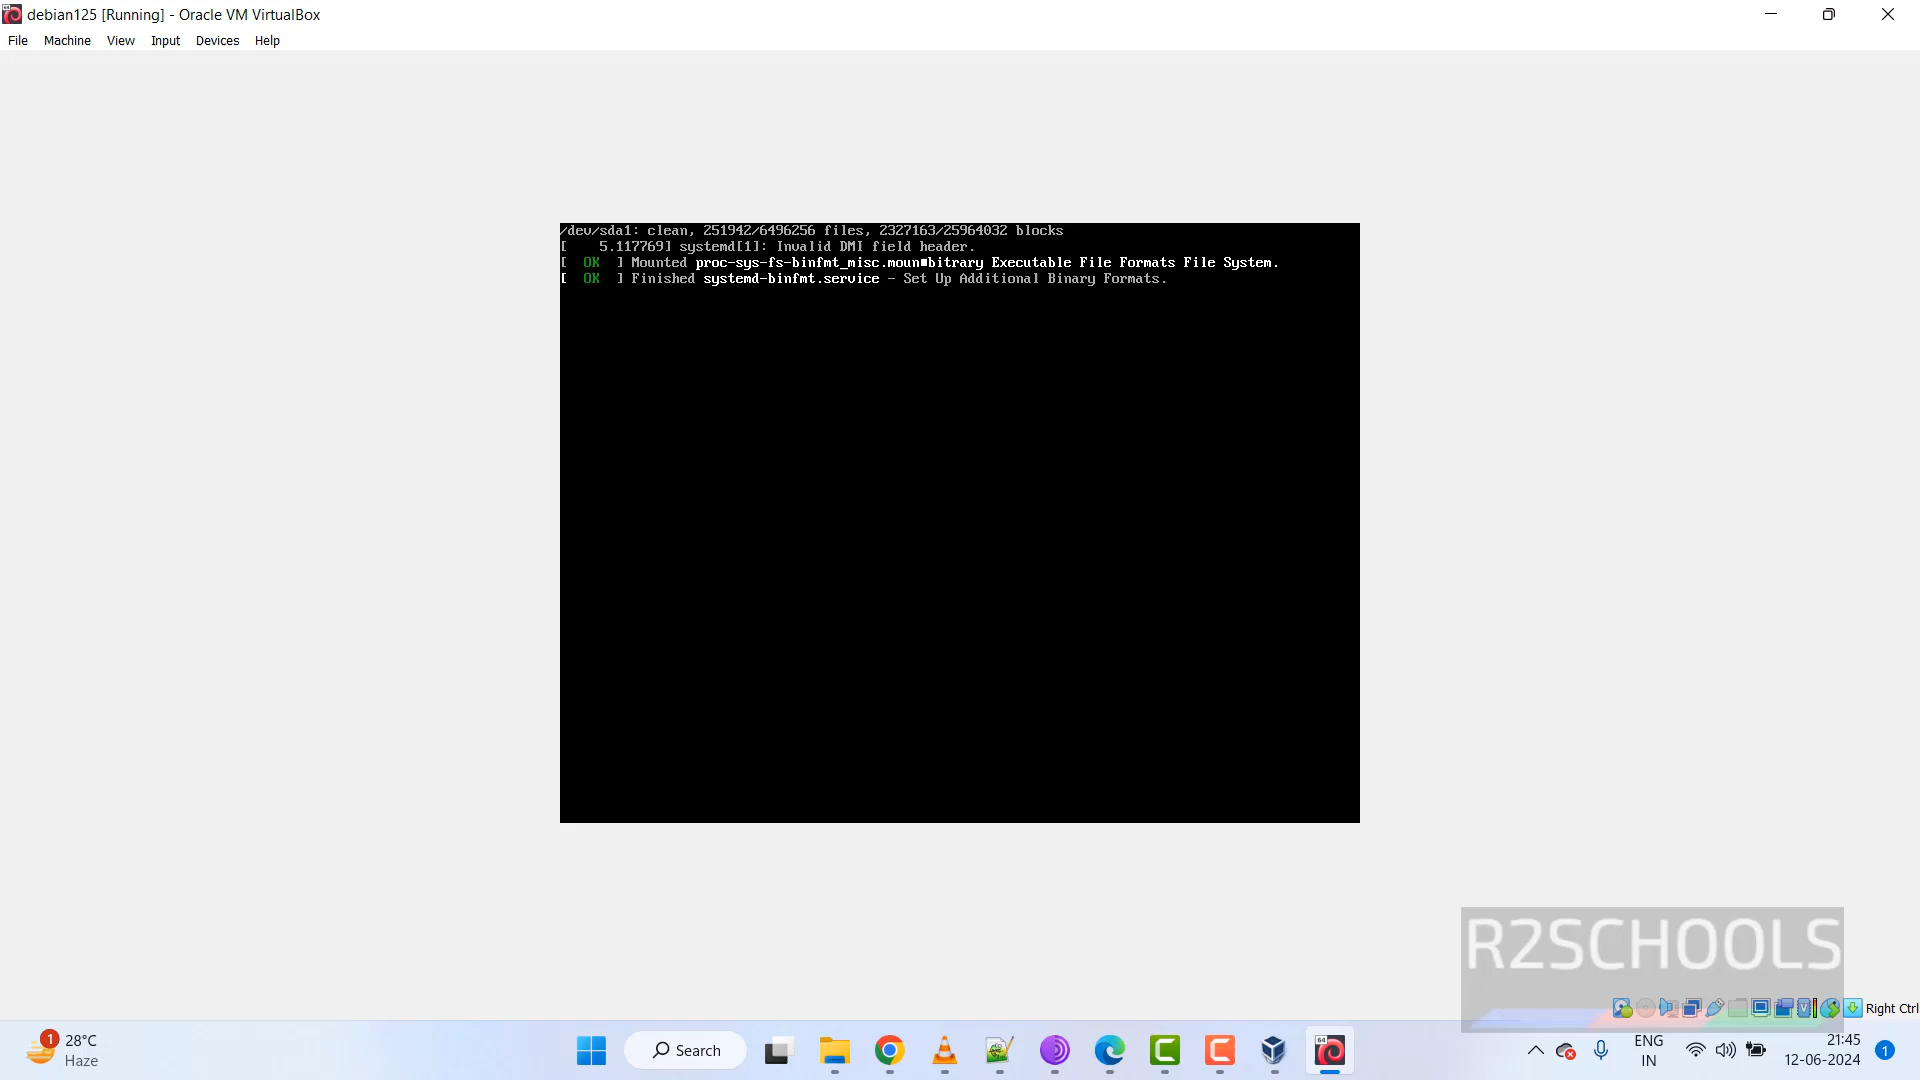 debian125 [Running] - Oracle VM VirtualBox
File Machine View Input Devices Help
/dev/sda1: clean, 251942/6496256 files, 2327163/25964032 blocks
[    5.117769] systemd[1]: Invalid DMI field header.
[  OK  ] Mounted proc-sys-fs-binfmt_misc.moun■bitrary Executable File Formats File System.
[  OK  ] Finished systemd-binfmt.service - Set Up Additional Binary Formats.
R2SCHOOLS
Right Ctrl
1
28°C
Haze
Search
64
ENG
IN
21:45
12-06-2024
1